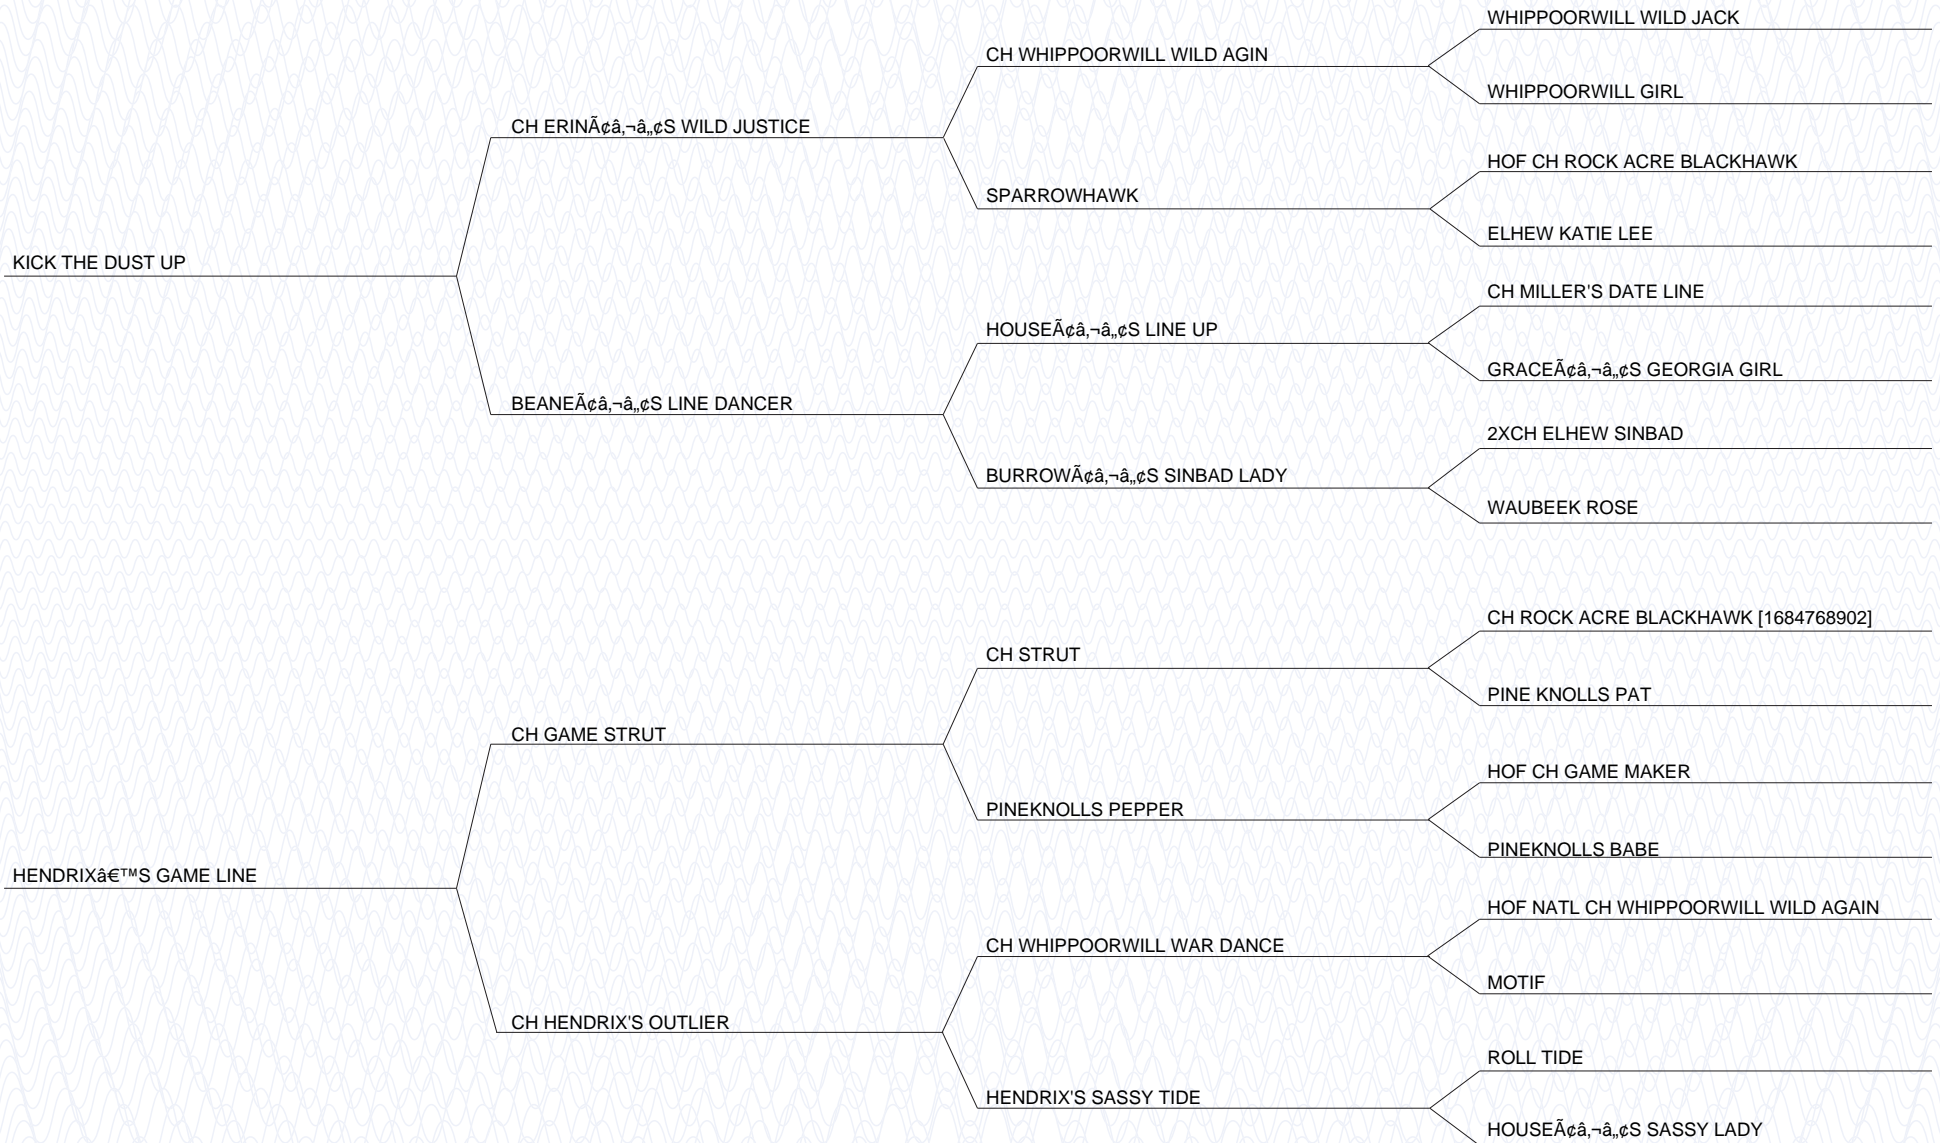 WHIPPOORWILL WILD JACK
CH WHIPPOORWILL WILD AGIN
WHIPPOORWILL GIRL
CH ERINÃ¢â‚¬â„¢S WILD JUSTICE
HOF CH ROCK ACRE BLACKHAWK
SPARROWHAWK
ELHEW KATIE LEE
KICK THE DUST UP
CH MILLER'S DATE LINE
HOUSEÃ¢â‚¬â„¢S LINE UP
GRACEÃ¢â‚¬â„¢S GEORGIA GIRL
BEANEÃ¢â‚¬â„¢S LINE DANCER
2XCH ELHEW SINBAD
BURROWÃ¢â‚¬â„¢S SINBAD LADY
WAUBEEK ROSE
CH ROCK ACRE BLACKHAWK [1684768902]
CH STRUT
PINE KNOLLS PAT
CH GAME STRUT
HOF CH GAME MAKER
PINEKNOLLS PEPPER
PINEKNOLLS BABE
HENDRIXâ€™S GAME LINE
HOF NATL CH WHIPPOORWILL WILD AGAIN
CH WHIPPOORWILL WAR DANCE
MOTIF
CH HENDRIX'S OUTLIER
ROLL TIDE
HENDRIX'S SASSY TIDE
HOUSEÃ¢â‚¬â„¢S SASSY LADY